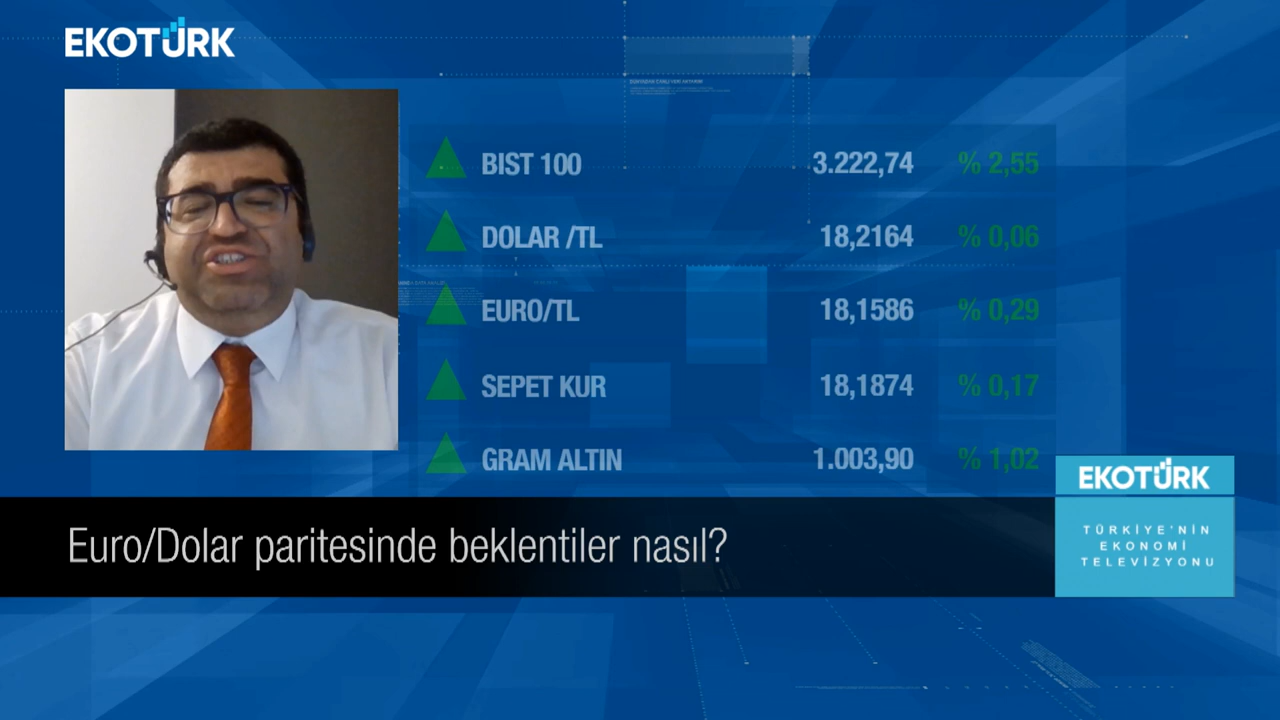 EKOTÜRK
BIST 100 3.222,74 % 2,55
DOLAR /TL 18,2164 % 0,06
EURO/TL 18,1586 % 0,29
SEPET KUR 18,1874 % 0,17
GRAM ALTIN 1.003,90 % 1,02
EKOTÜRK
Euro/Dolar paritesinde beklentiler nasıl?
TÜRKİYE'NİN
EKONOMİ
TELEVİZYONU